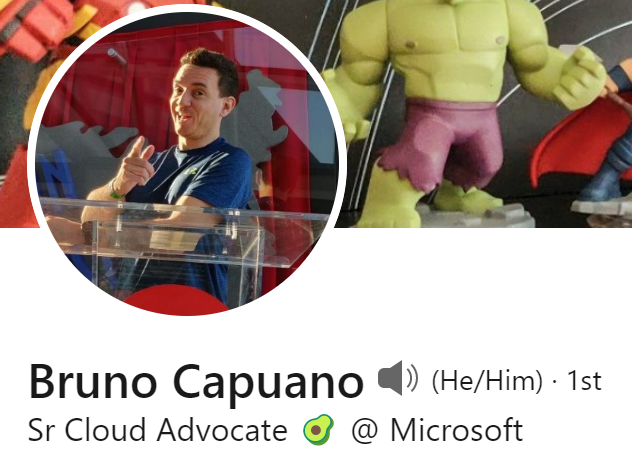 Bruno Capuano (He/Him) · 1st
Sr Cloud Advocate 🥑 @ Microsoft